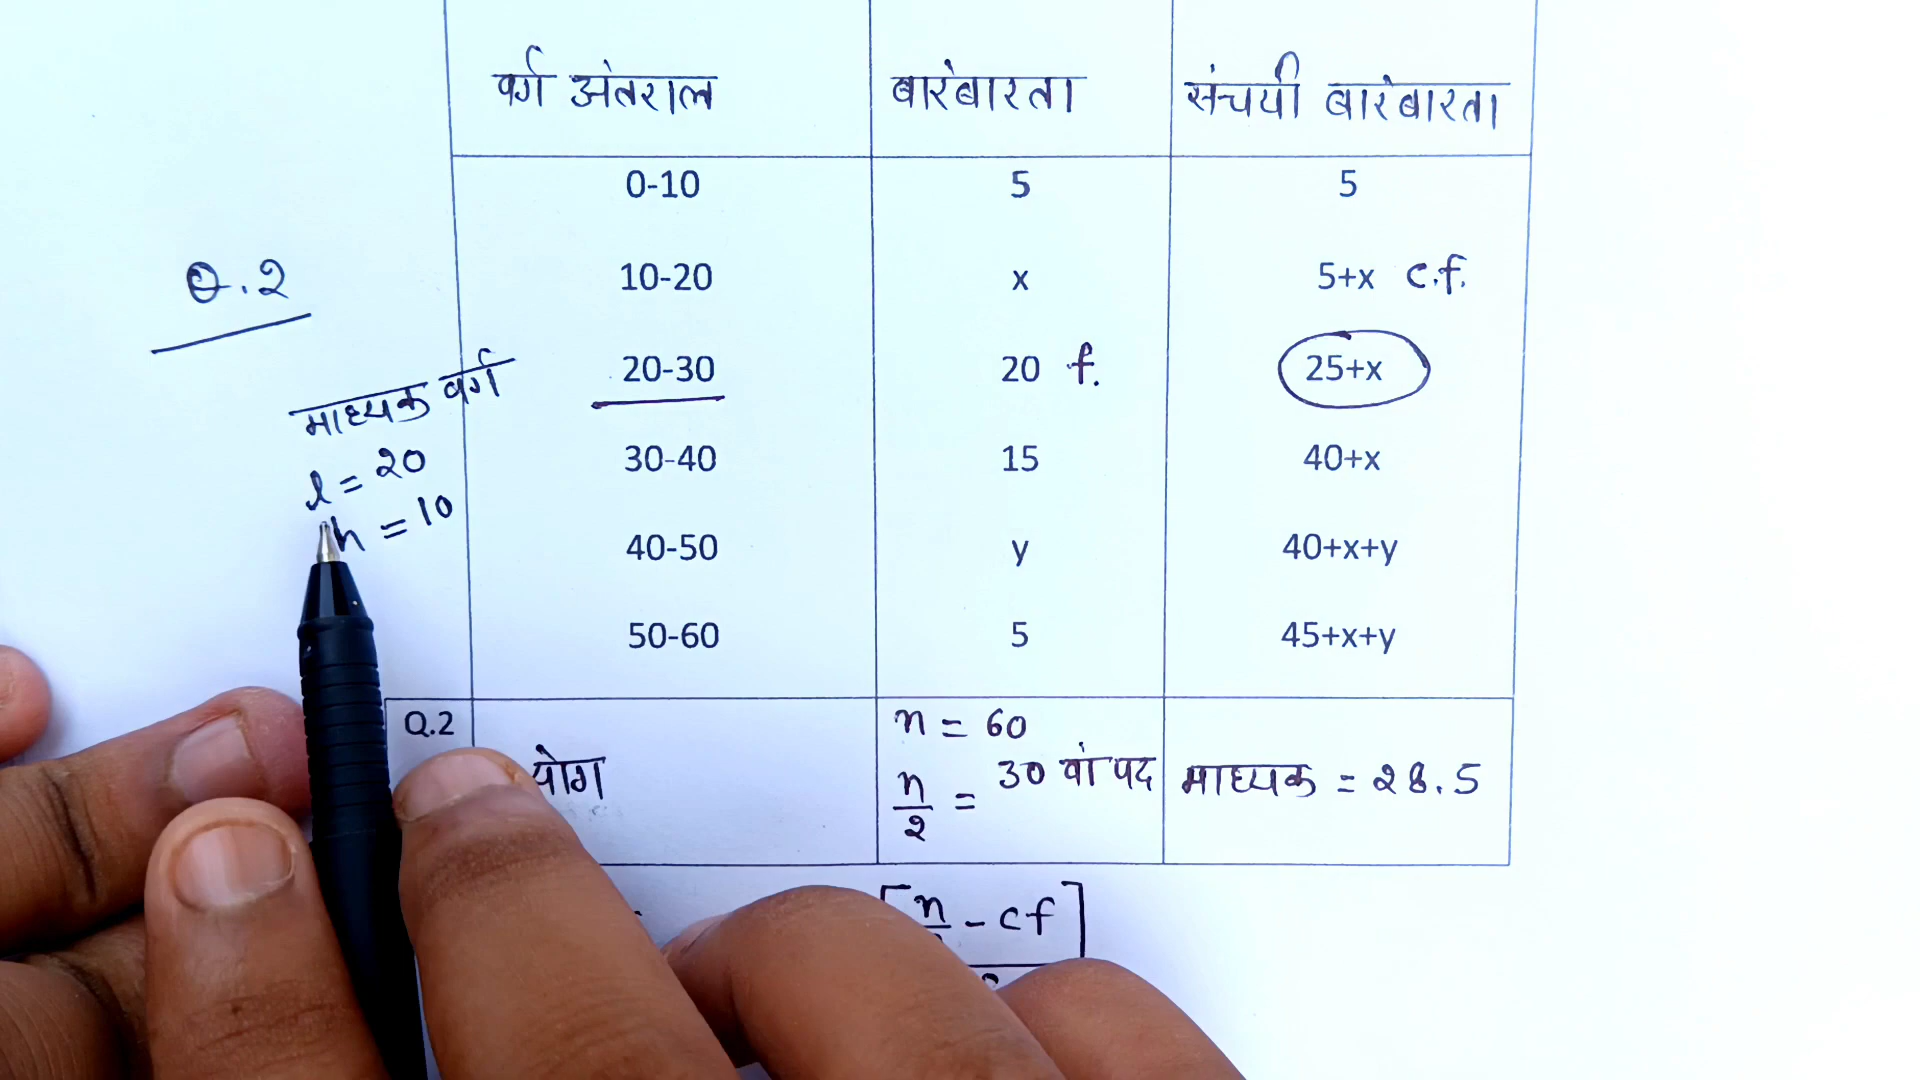 वर्ग अंतराल बारंबारता संचयी बारंबारता
0-10 5 5
10-20 x 5+x c.f.
20-30 20 f. 25+x
30-40 15 40+x
40-50 y 40+x+y
50-60 5 45+x+y
Q.2
माध्यक वर्ग
l = 20
h = 10
Q.2 योग n = 60
n/2 = 30 वां पद माध्यक = 28.5
n - cf